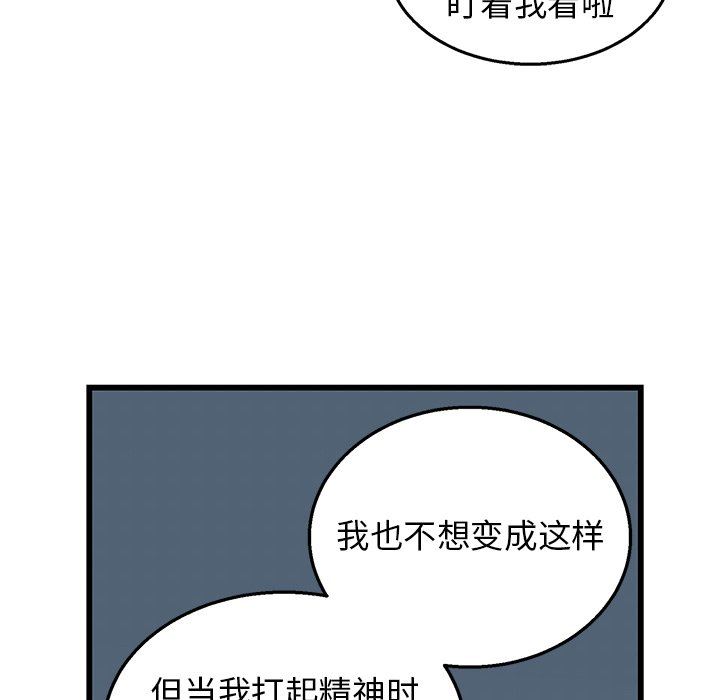 盯着我看啦
我也不想变成这样
但当我打起精神时